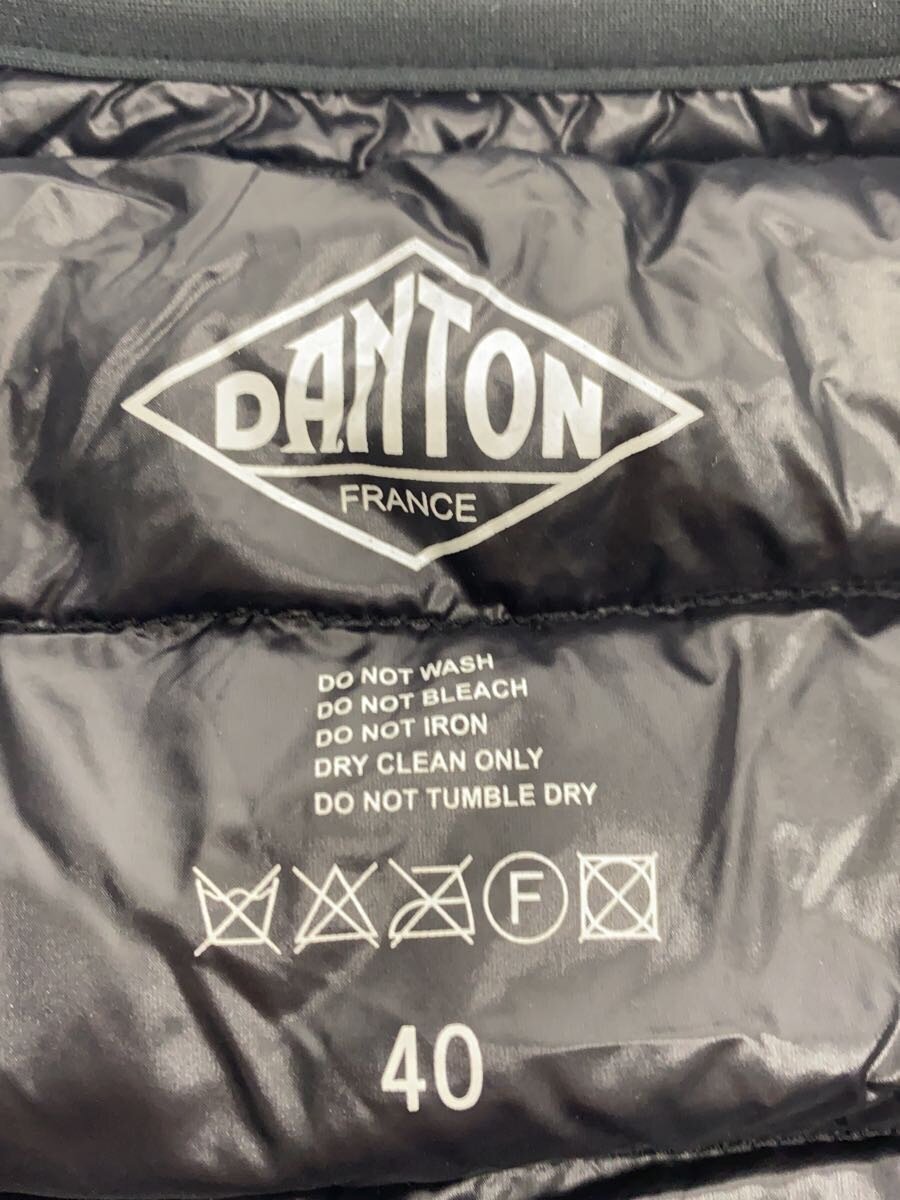 DANTON
FRANCE
DO NOT WASH
DO NOT BLEACH
DO NOT IRON
DRY CLEAN ONLY
DO NOT TUMBLE DRY
F
40